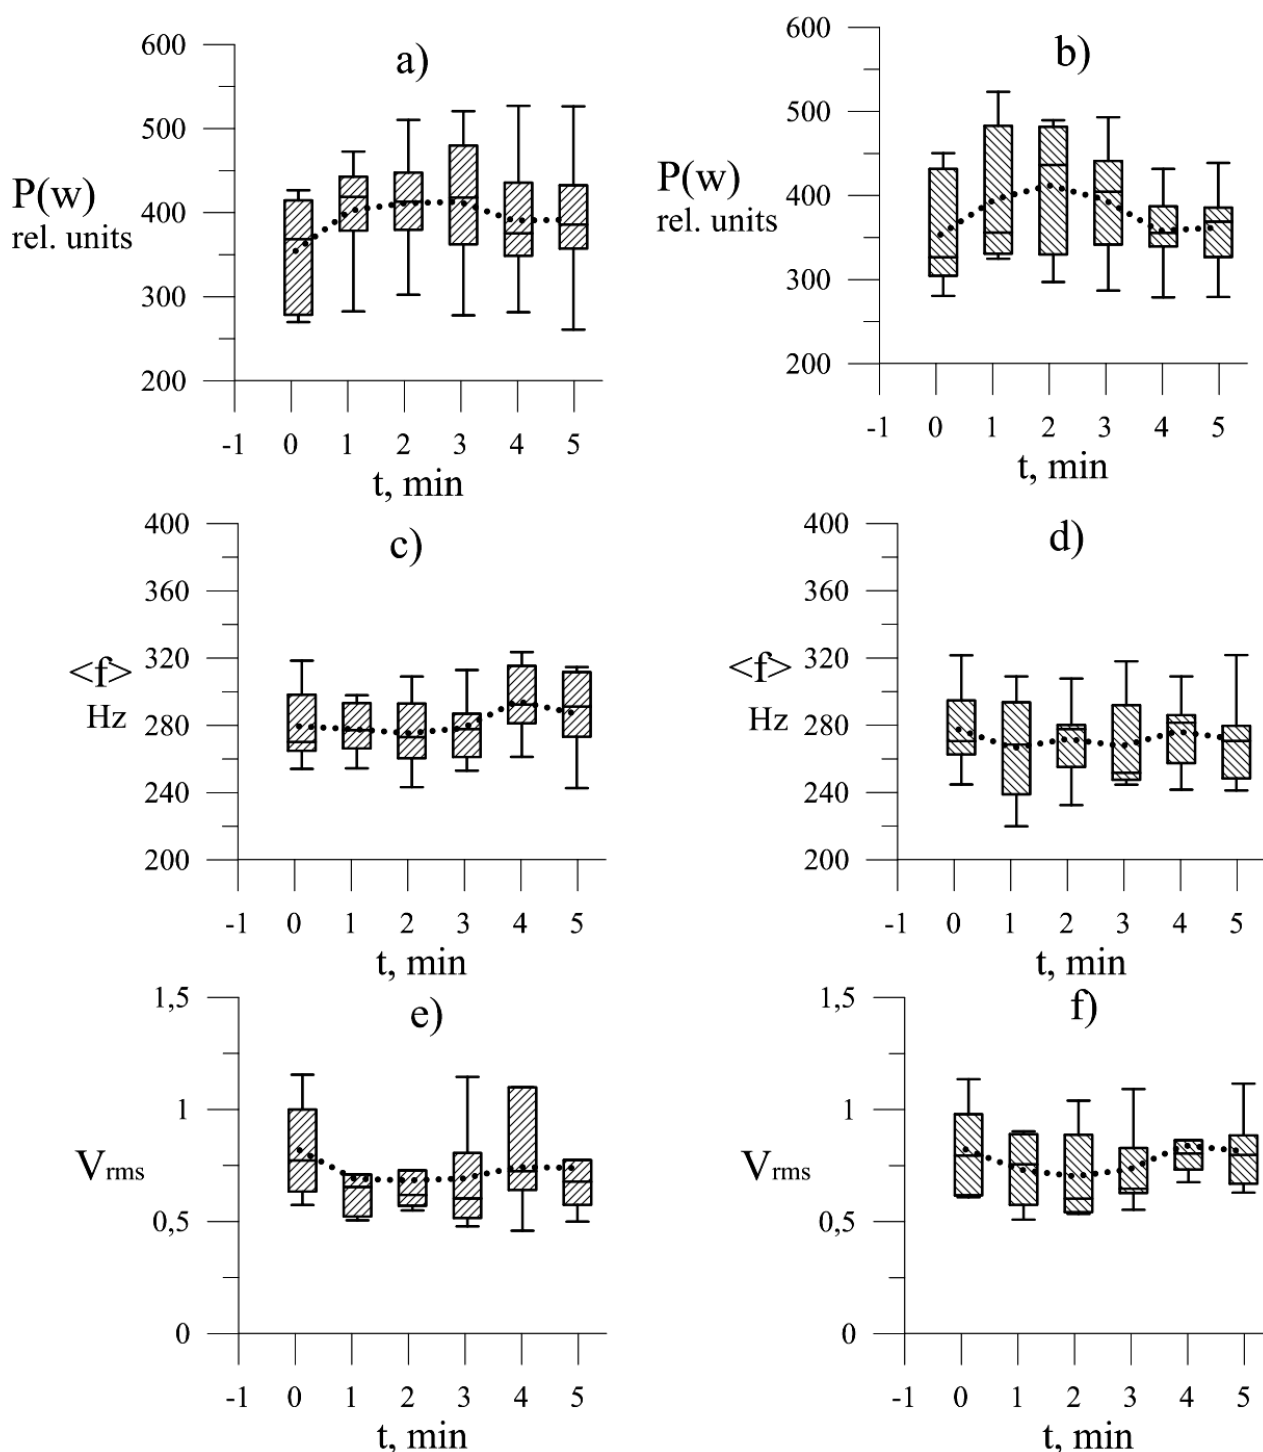 a)
600
500
400
300
200
P(w)
rel. units
-1 0 1 2 3 4 5
t, min
b)
600
500
400
300
200
P(w)
rel. units
-1 0 1 2 3 4 5
t, min
c)
400
360
320
280
240
200
<f>
Hz
-1 0 1 2 3 4 5
t, min
d)
400
360
320
280
240
200
<f>
Hz
-1 0 1 2 3 4 5
t, min
e)
1,5
1
0,5
0
Vrms
-1 0 1 2 3 4 5
t, min
f)
1,5
1
0,5
0
Vrms
-1 0 1 2 3 4 5
t, min